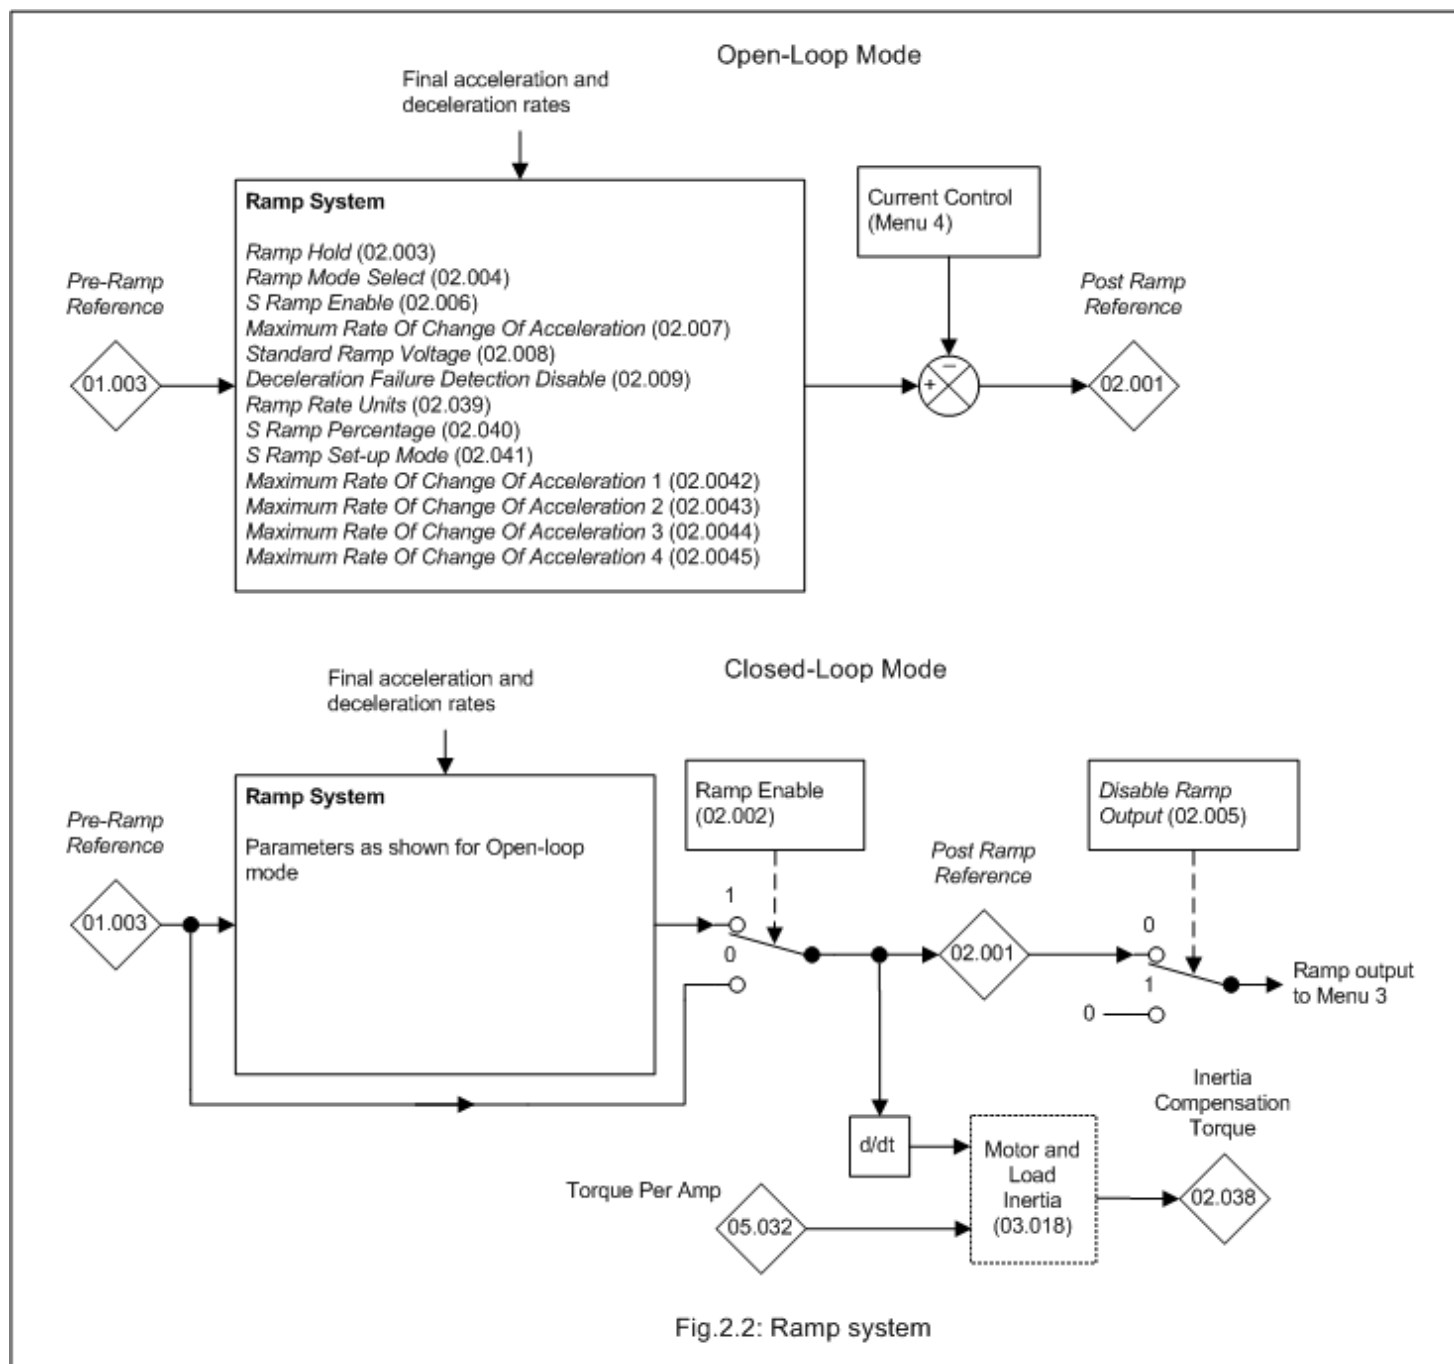 Open-Loop Mode
Final acceleration and
deceleration rates
Ramp System
Ramp Hold (02.003)
Ramp Mode Select (02.004)
S Ramp Enable (02.006)
Maximum Rate Of Change Of Acceleration (02.007)
Standard Ramp Voltage (02.008)
Deceleration Failure Detection Disable (02.009)
Ramp Rate Units (02.039)
S Ramp Percentage (02.040)
S Ramp Set-up Mode (02.041)
Maximum Rate Of Change Of Acceleration 1 (02.0042)
Maximum Rate Of Change Of Acceleration 2 (02.0043)
Maximum Rate Of Change Of Acceleration 3 (02.0044)
Maximum Rate Of Change Of Acceleration 4 (02.0045)
Pre-Ramp
Reference
01.003
Current Control
(Menu 4)
+
−
Post Ramp
Reference
02.001
Closed-Loop Mode
Final acceleration and
deceleration rates
Pre-Ramp
Reference
01.003
Ramp System
Parameters as shown for Open-loop
mode
Ramp Enable
(02.002)
1
0
Post Ramp
Reference
02.001
Disable Ramp
Output (02.005)
0
1
0
Ramp output
to Menu 3
d/dt
Torque Per Amp
05.032
Motor and
Load
Inertia
(03.018)
Inertia
Compensation
Torque
02.038
Fig.2.2: Ramp system